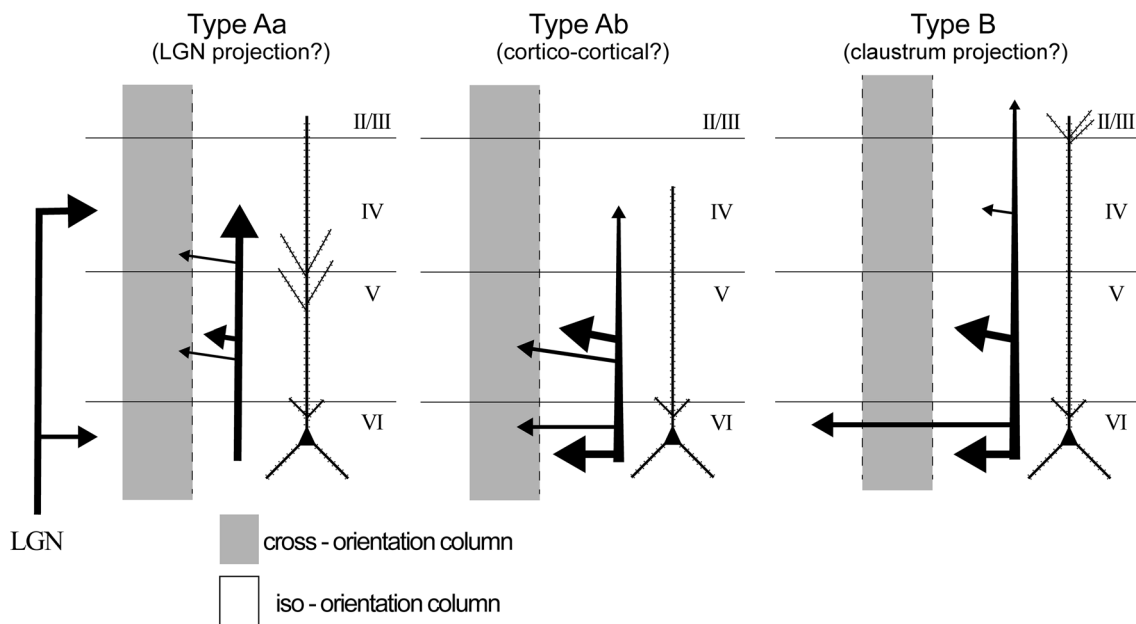 Type Aa
(LGN projection?)
Type Ab
(cortico-cortical?)
Type B
(claustrum projection?)
II/III
II/III
II/III
IV
IV
IV
V
V
V
VI
VI
VI
LGN
cross - orientation column
iso - orientation column